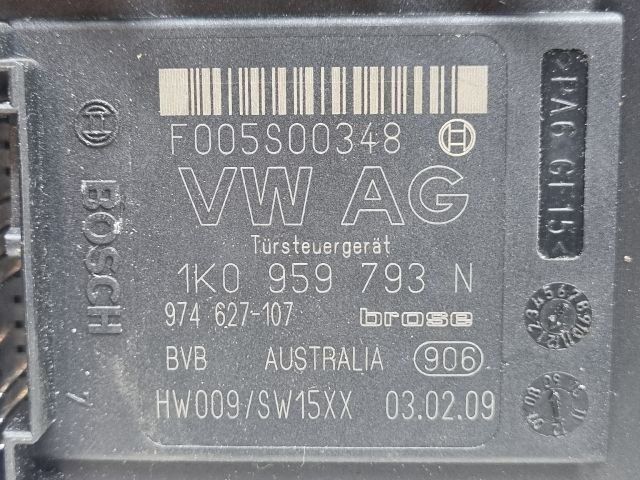 F005S00348
VW AG
Türsteuergerät
1K0 959 793 N
974 627-107 brose
BVB AUSTRALIA 906
HW009/SW15XX 03.02.09
BOSCH
7
>PA6 GF15<